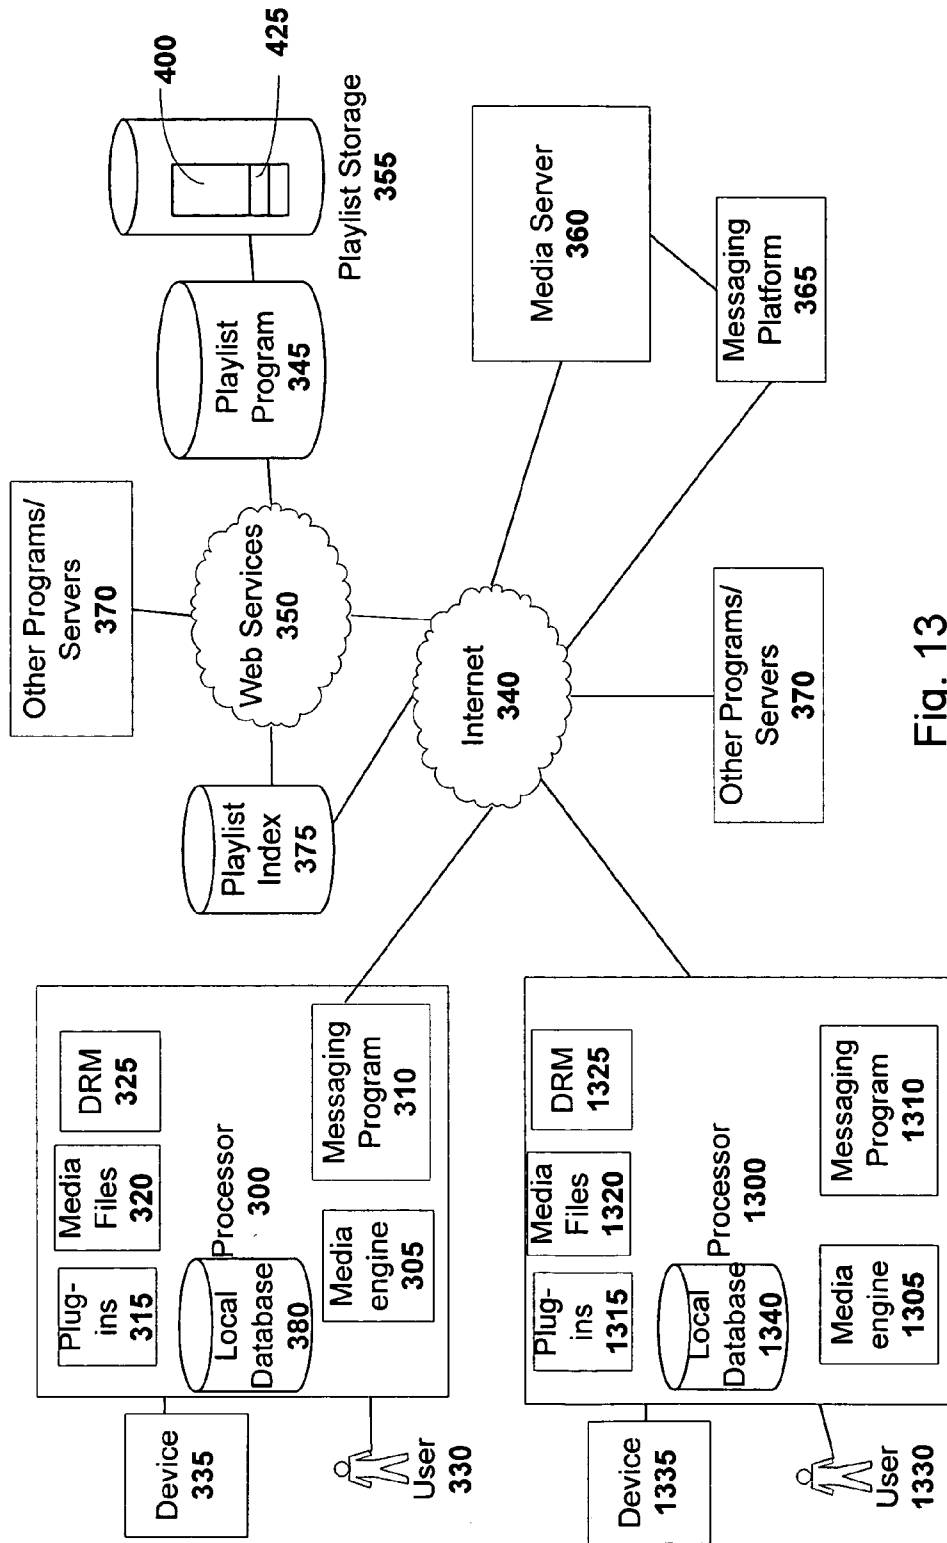 Device
335
User
330
Plug-
ins
315
Media
Files
320
DRM
325
Local
Database
380
Processor
300
Media
engine
305
Messaging
Program
310
Device
1335
User
1330
Plug-
ins
1315
Media
Files
1320
DRM
1325
Local
Database
1340
Processor
1300
Media
engine
1305
Messaging
Program
1310
Playlist
Index
375
Other Programs/
Servers
370
Web Services
350
Playlist
Program
345
400
425
Playlist Storage
355
Internet
340
Media Server
360
Messaging
Platform
365
Other Programs/
Servers
370
Fig. 13